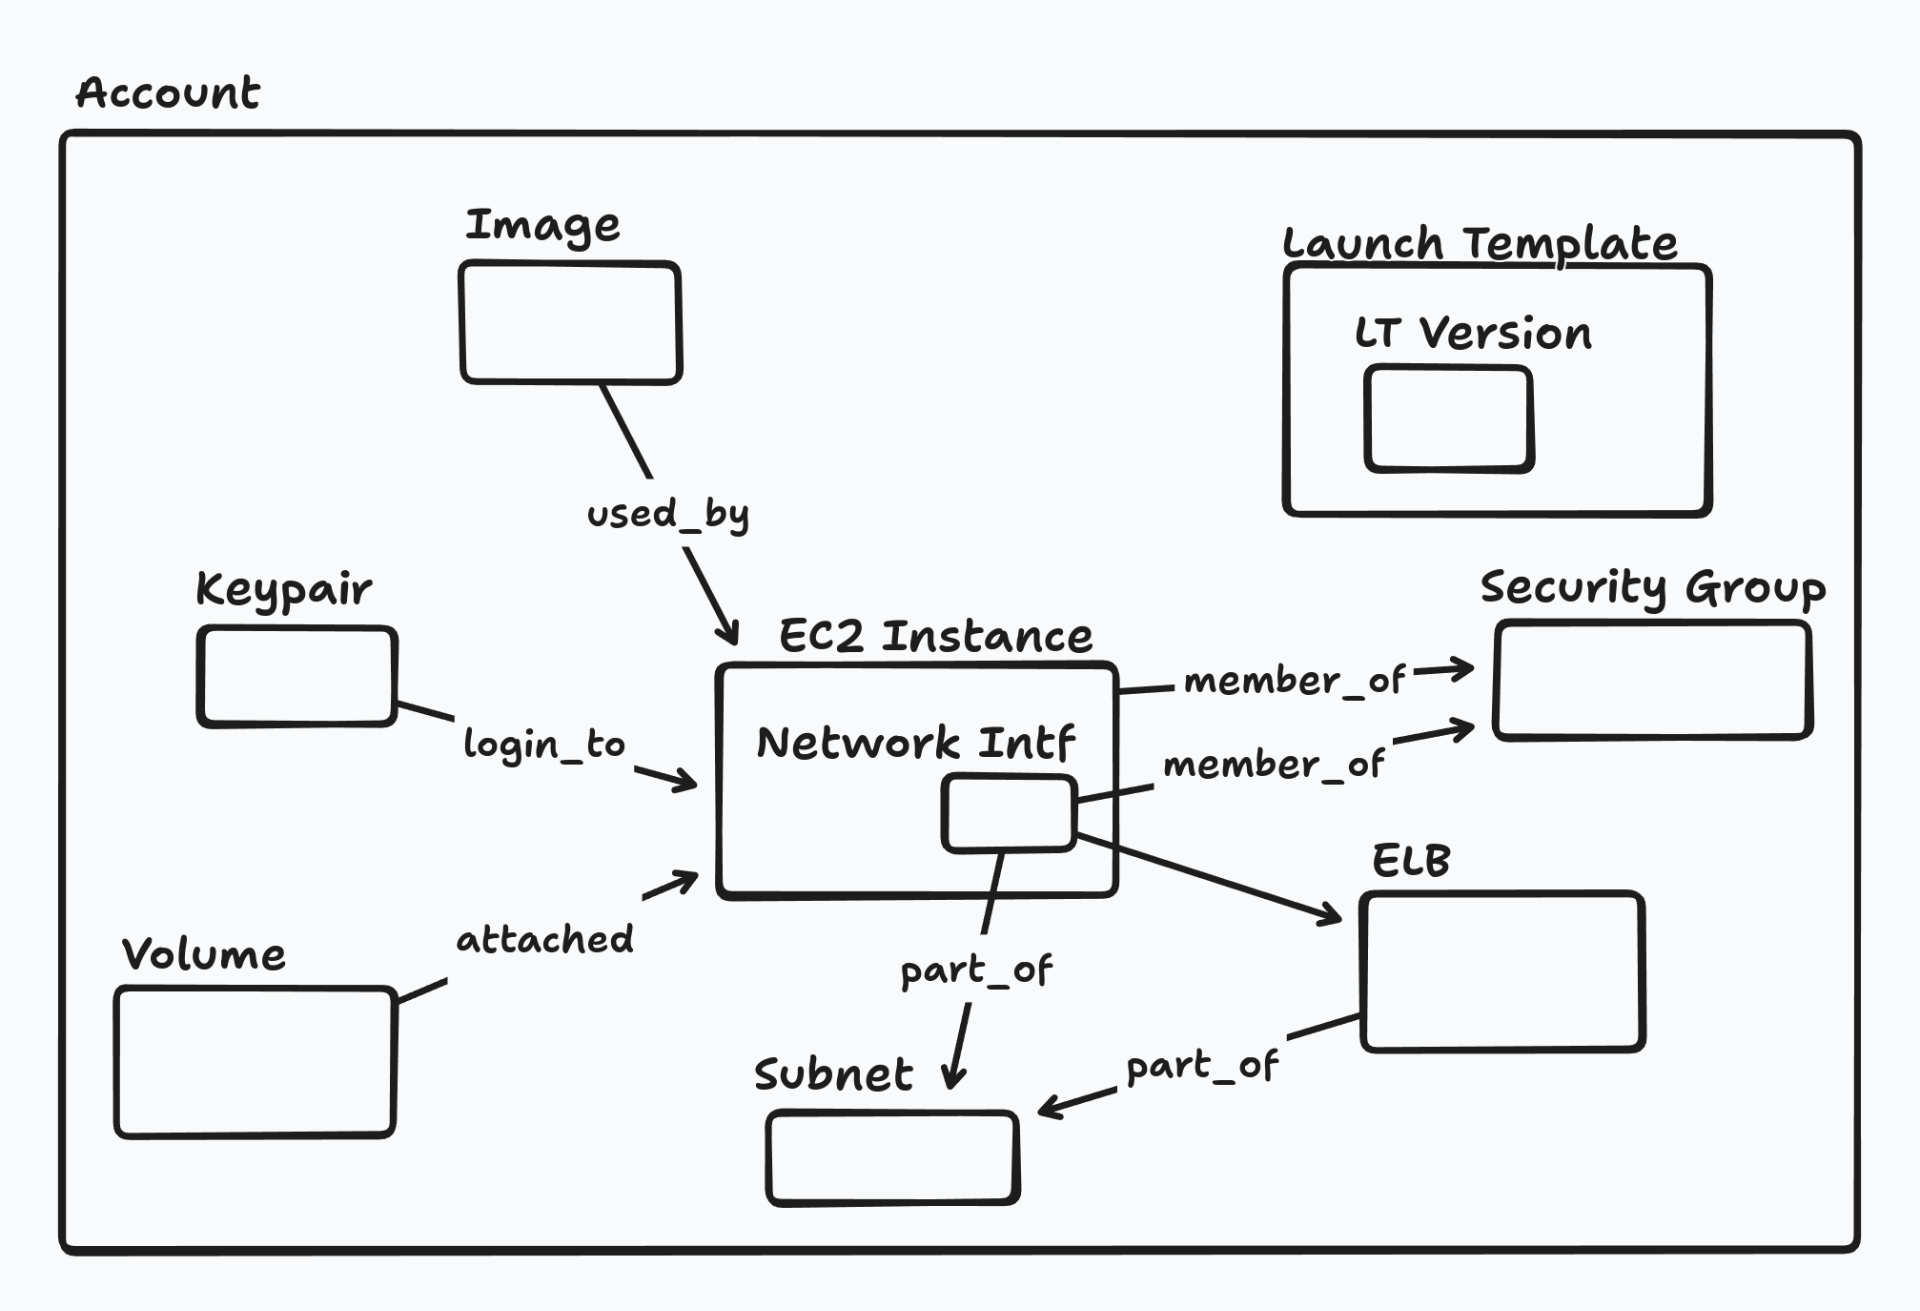 Account
Image
Launch Template
LT Version
used_by
Keypair
Security Group
EC2 Instance
member_of
login_to
Network Intf
member_of
ELB
attached
Volume
part_of
Subnet
part_of